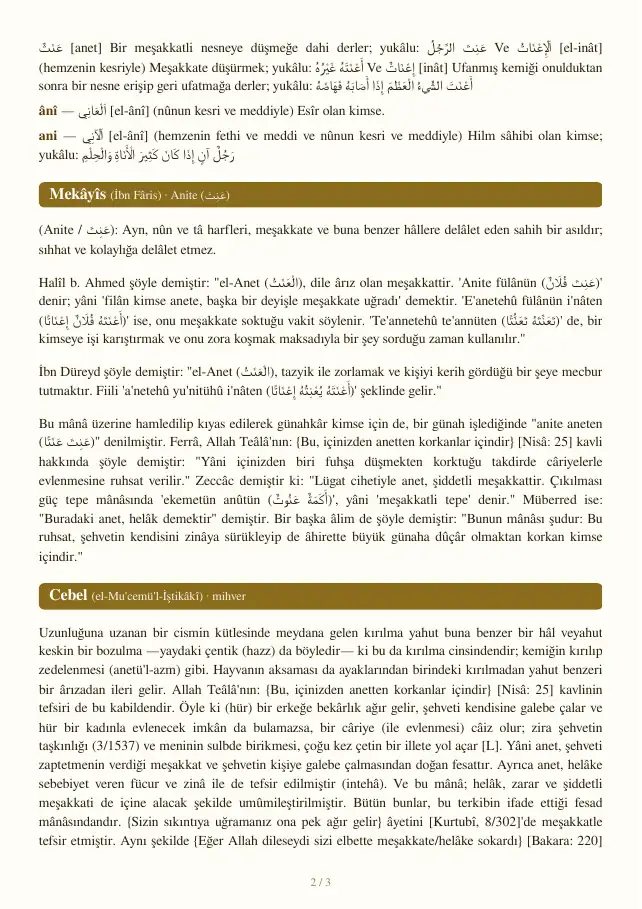 عَنَتٌ [anet] Bir meşakkatli nesneye düşmeğe dahi derler; yukâlu: عَنِتَ الرَّجُلُ Ve اَلْإِعْنَاتُ [el-inât]
(hemzenin kesriyle) Meşakkate düşürmek; yukâlu: أَعْنَتَهُ غَيْرُهُ Ve إِعْنَاتٌ [inât] Ufanmış kemiği onulduktan
sonra bir nesne erişip geri ufatmağa derler; yukâlu: أَعْنَتَ الشَّيْءُ الْعَظْمَ إِذَا أَصَابَهُ فَهَاضَهُ
ânî — اَلْعَانِي [el-ânî] (nûnun kesri ve meddiyle) Esîr olan kimse.
ani — اَلْآنِي [el-ânî] (hemzenin fethi ve meddi ve nûnun kesri ve meddiyle) Hilm sâhibi olan kimse;
yukâlu: رَجُلٌ آنٍ إِذَا كَانَ كَثِيرَ الْأَنَاةِ وَالْحِلْمِ
Mekâyîs (İbn Fâris) · Anite (عَنِتَ)
(Anite / عَنِتَ): Ayn, nûn ve tâ harfleri, meşakkate ve buna benzer hâllere delâlet eden sahih bir asıldır;
sıhhat ve kolaylığa delâlet etmez.
Halîl b. Ahmed şöyle demiştir: "el-Anet (الْعَنَتُ), dile ârız olan meşakkattir. 'Anite fülânün (عَنِتَ فُلَانٌ)'
denir; yâni 'filân kimse anete, başka bir deyişle meşakkate uğradı' demektir. 'E'anetehû fülânün i'nâten
(أَعْنَتَهُ فُلَانٌ إِعْنَاتًا)' ise, onu meşakkate soktuğu vakit söylenir. 'Te'annetehû te'annüten (تَعَنَّتَهُ تَعَنُّتًا)' de, bir
kimseye işi karıştırmak ve onu zora koşmak maksadıyla bir şey sorduğu zaman kullanılır."
İbn Düreyd şöyle demiştir: "el-Anet (الْعَنَتُ), tazyik ile zorlamak ve kişiyi kerih gördüğü bir şeye mecbur
tutmaktır. Fiili 'a'netehû yu'nitühû i'nâten (أَعْنَتَهُ يُعْنِتُهُ إِعْنَاتًا)' şeklinde gelir."
Bu mânâ üzerine hamledilip kıyas edilerek günahkâr kimse için de, bir günah işlediğinde "anite aneten
(عَنِتَ عَنَتًا)" denilmiştir. Ferrâ, Allah Teâlâ'nın: {Bu, içinizden anetten korkanlar içindir} [Nisâ: 25] kavli
hakkında şöyle demiştir: "Yâni içinizden biri fuhşa düşmekten korktuğu takdirde câriyelerle
evlenmesine ruhsat verilir." Zeccâc demiştir ki: "Lügat cihetiyle anet, şiddetli meşakkattir. Çıkılması
güç tepe mânâsında 'ekemetün anûtün (أَكَمَةٌ عَنُوتٌ)', yâni 'meşakkatli tepe' denir." Müberred ise:
"Buradaki anet, helâk demektir" demiştir. Bir başka âlim de şöyle demiştir: "Bunun mânâsı şudur: Bu
ruhsat, şehvetin kendisini zinâya sürükleyip de âhirette büyük günaha dûçâr olmaktan korkan kimse
içindir."
Cebel (el-Mu'cemü'l-İştikâkî) · mihver
Uzunluğuna uzanan bir cismin kütlesinde meydana gelen kırılma yahut buna benzer bir hâl veyahut
keskin bir bozulma —yaydaki çentik (hazz) da böyledir— ki bu da kırılma cinsindendir; kemiğin kırılıp
zedelenmesi (anetü'l-azm) gibi. Hayvanın aksaması da ayaklarından birindeki kırılmadan yahut benzeri
bir ârızadan ileri gelir. Allah Teâlâ'nın: {Bu, içinizden anetten korkanlar içindir} [Nisâ: 25] kavlinin
tefsiri de bu kabildendir. Öyle ki (hür) bir erkeğe bekârlık ağır gelir, şehveti kendisine galebe çalar ve
hür bir kadınla evlenecek imkân da bulamazsa, bir câriye (ile evlenmesi) câiz olur; zira şehvetin
taşkınlığı (3/1537) ve meninin sulbde birikmesi, çoğu kez çetin bir illete yol açar [L]. Yâni anet, şehveti
zaptetmenin verdiği meşakkat ve şehvetin kişiye galebe çalmasından doğan fesattır. Ayrıca anet, helâke
sebebiyet veren fücur ve zinâ ile de tefsir edilmiştir (intehâ). Ve bu mânâ; helâk, zarar ve şiddetli
meşakkati de içine alacak şekilde umûmileştirilmiştir. Bütün bunlar, bu terkibin ifade ettiği fesad
mânâsındandır. {Sizin sıkıntıya uğramanız ona pek ağır gelir} âyetini [Kurtubî, 8/302]'de meşakkatle
tefsir etmiştir. Aynı şekilde {Eğer Allah dileseydi sizi elbette meşakkate/helâke sokardı} [Bakara: 220]
2 / 3